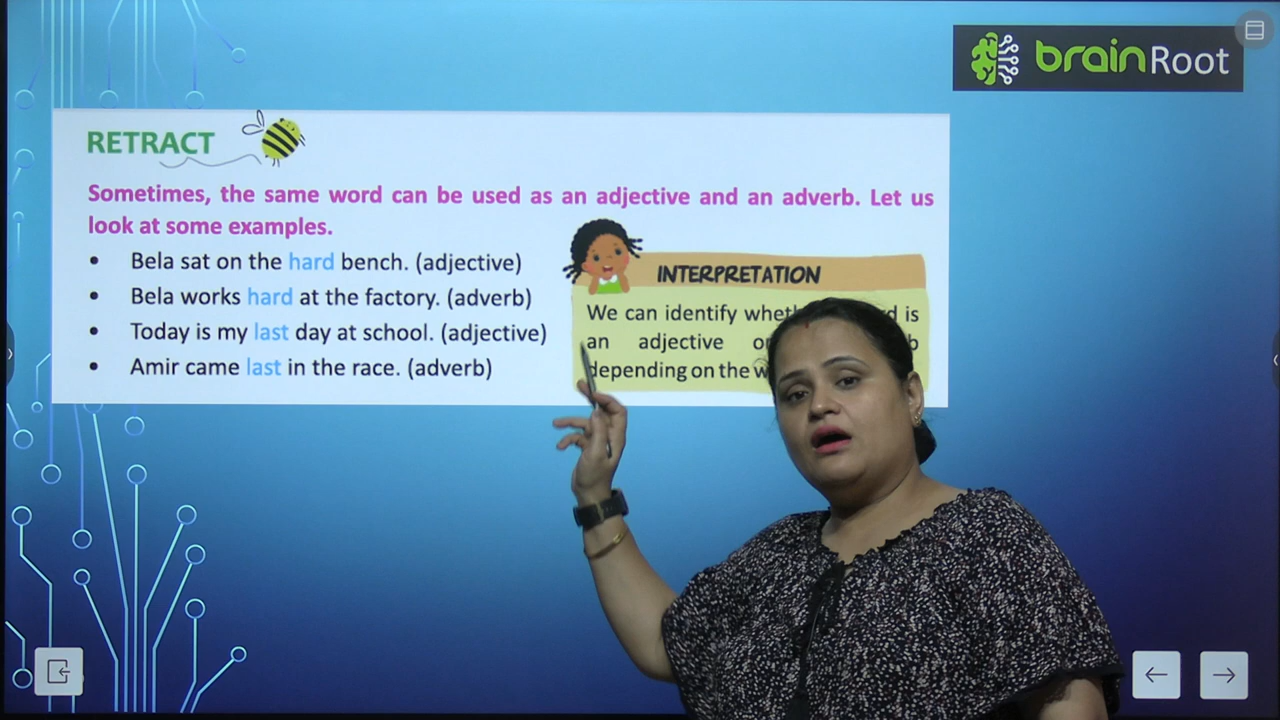 brainRoot
RETRACT
Sometimes, the same word can be used as an adjective and an adverb. Let us
look at some examples.
• Bela sat on the hard bench. (adjective)
• Bela works hard at the factory. (adverb)
• Today is my last day at school. (adjective)
• Amir came last in the race. (adverb)
INTERPRETATION
We can identify is
an adjective
depending on the